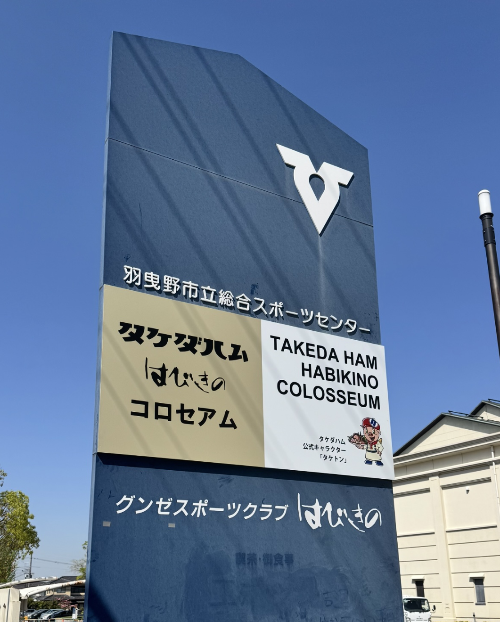 羽曳野市立総合スポーツセンター
タケダハム
はびきの
コロセアム
TAKEDA HAM
HABIKINO
COLOSSEUM
タケダハム
公式キャラクター
「タケトン」
グンゼスポーツクラブ はびきの